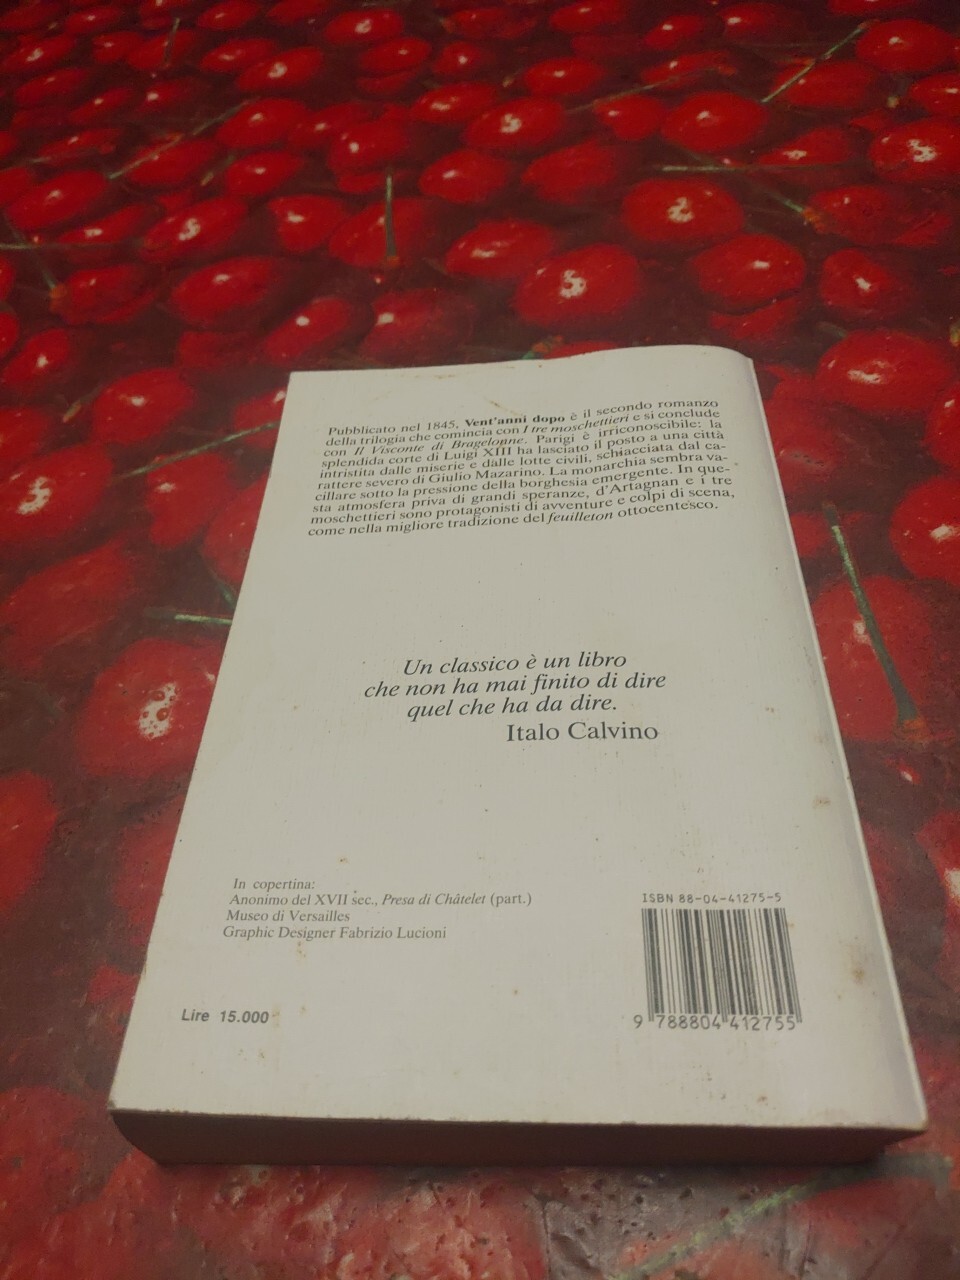 Pubblicato nel 1845, Vent'anni dopo è il secondo romanzo
della trilogia che comincia con I tre moschettieri e si conclude
con Il Visconte di Bragelonne. Parigi è irriconoscibile: la
splendida corte di Luigi XIII ha lasciato il posto a una città
intristita dalle miserie e dalle lotte civili, schiacciata dal ca-
rattere severo di Giulio Mazarino. La monarchia sembra va-
cillare sotto la pressione della borghesia emergente. In que-
sta atmosfera priva di grandi speranze, d'Artagnan e i tre
moschettieri sono protagonisti di avventure e colpi di scena,
come nella migliore tradizione del feuilleton ottocentesco.
Un classico è un libro
che non ha mai finito di dire
quel che ha da dire.
Italo Calvino
In copertina:
Anonimo del XVII sec., Presa di Châtelet (part.)
Museo di Versailles
Graphic Designer Fabrizio Lucioni
Lire 15.000
ISBN 88-04-41275-5
9 788804 412755